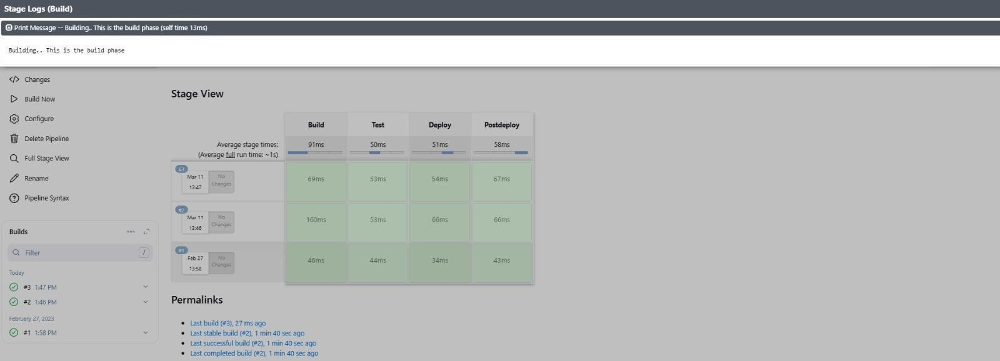 Stage Logs (Build)
Print Message -- Building.. This is the build phase (self time 13ms)
Building.. This is the build phase
Changes
Build Now
Configure
Delete Pipeline
Full Stage View
Rename
Pipeline Syntax
Builds
Filter
/
Today
#3 1:47 PM
#2 1:46 PM
February 27, 2023
#1 1:58 PM
Stage View
Build Test Deploy Postdeploy
Average stage times: 91ms 50ms 51ms 58ms
(Average full run time: ~1s)
#3
Mar 11 No
13:47 Changes
69ms 53ms 54ms 67ms
#2
Mar 11 No
13:46 Changes
160ms 53ms 66ms 66ms
#1
Feb 27 No
13:58 Changes
46ms 44ms 34ms 43ms
Permalinks
Last build (#3), 27 ms ago
Last stable build (#2), 1 min 40 sec ago
Last successful build (#2), 1 min 40 sec ago
Last completed build (#2), 1 min 40 sec ago